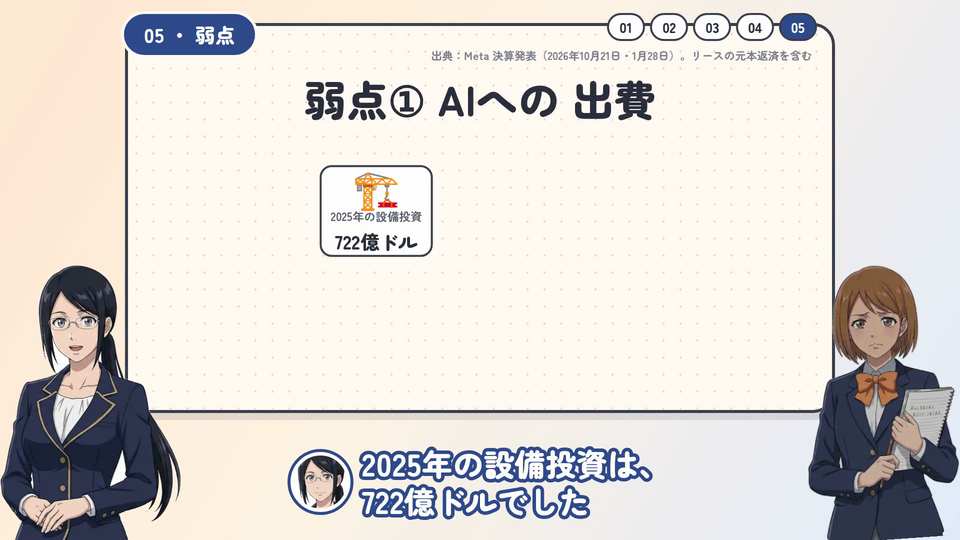 05 ・ 弱点
01 02 03 04 05
出典：Meta 決算発表（2026年10月21日・1月28日）。リースの元本返済を含む
弱点① AIへの 出費
2025年の設備投資
722億ドル
2025年の設備投資は、
722億ドルでした